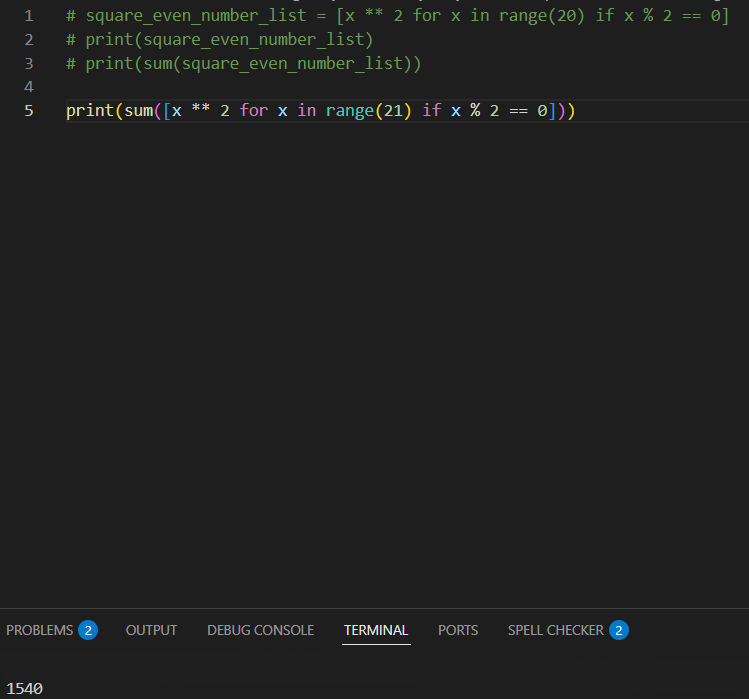 1 # square_even_number_list = [x ** 2 for x in range(20) if x % 2 == 0]
2 # print(square_even_number_list)
3 # print(sum(square_even_number_list))
4
5 print(sum([x ** 2 for x in range(21) if x % 2 == 0]))
PROBLEMS 2 OUTPUT DEBUG CONSOLE TERMINAL PORTS SPELL CHECKER 2
1540